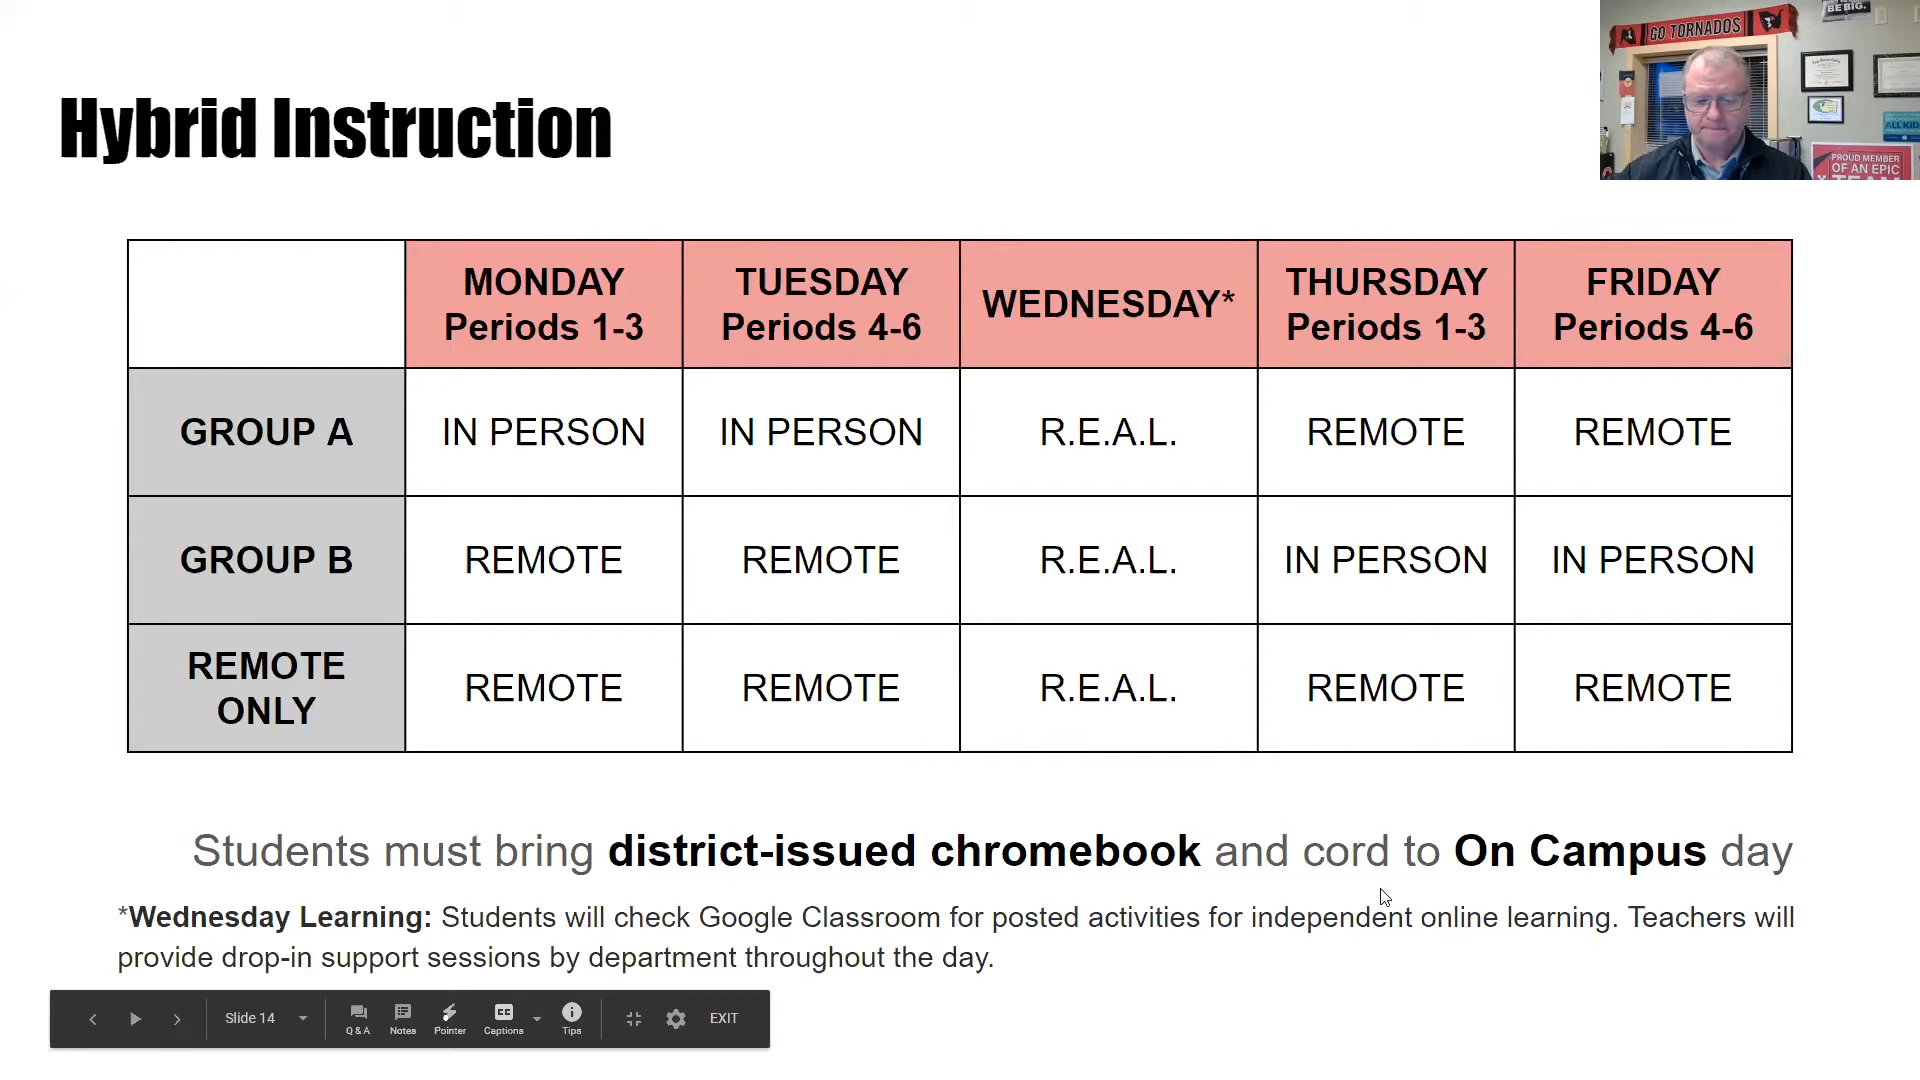 BE BIG.
GO TORNADOS
PROUD MEMBER
OF AN EPIC
TEAM
Hybrid Instruction
MONDAY
Periods 1-3
TUESDAY
Periods 4-6
WEDNESDAY*
THURSDAY
Periods 1-3
FRIDAY
Periods 4-6
GROUP A
IN PERSON
IN PERSON
R.E.A.L.
REMOTE
REMOTE
GROUP B
REMOTE
REMOTE
R.E.A.L.
IN PERSON
IN PERSON
REMOTE
ONLY
REMOTE
REMOTE
R.E.A.L.
REMOTE
REMOTE
Students must bring district-issued chromebook and cord to On Campus day
*Wednesday Learning: Students will check Google Classroom for posted activities for independent online learning. Teachers will
provide drop-in support sessions by department throughout the day.
Slide 14
Q & A
Notes
Pointer
CC
Captions
Tips
EXIT